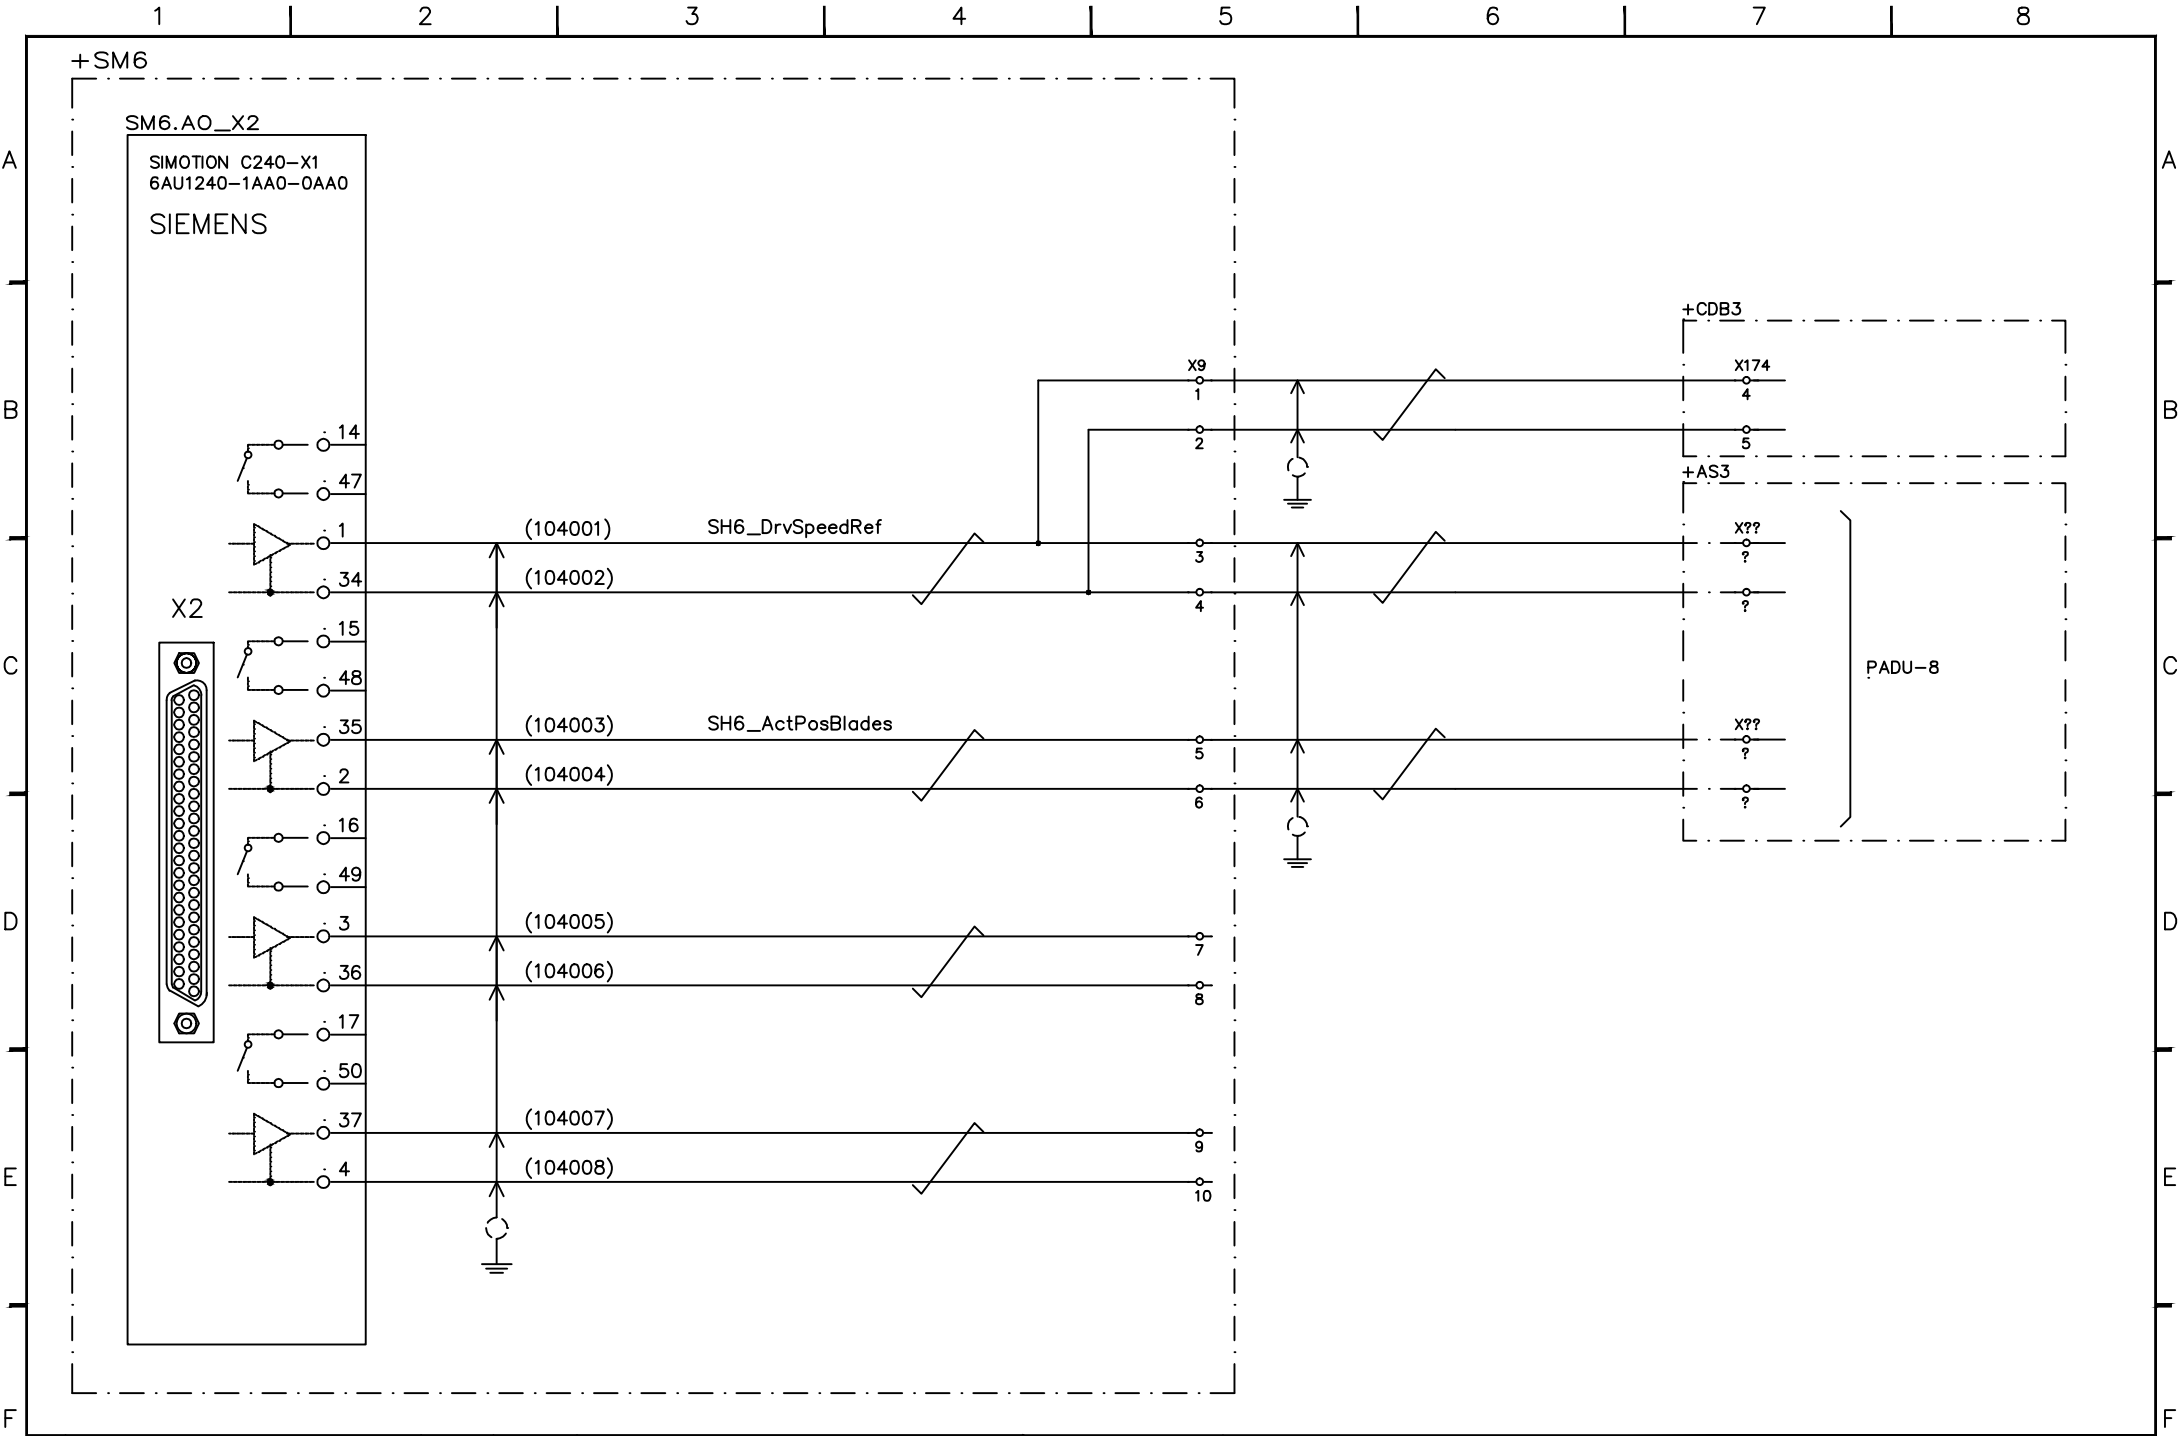 1 2 3 4 5 6 7 8
+SM6
SM6.AO_X2
A A
SIMOTION C240-X1
6AU1240-1AA0-0AA0
SIEMENS
+CDB3
X9 X174
1 4
B B
14
2 5
+AS3
47
1 (104001) SH6_DrvSpeedRef X??
3 ?
34 (104002)
4 ?
X2
15
C C
PADU-8
48
35 (104003) SH6_ActPosBlades X??
5 ?
2 (104004)
6 ?
16
49
D D
3 (104005)
7
36 (104006)
8
17
50
37 (104007)
9
E E
4 (104008)
10
F F